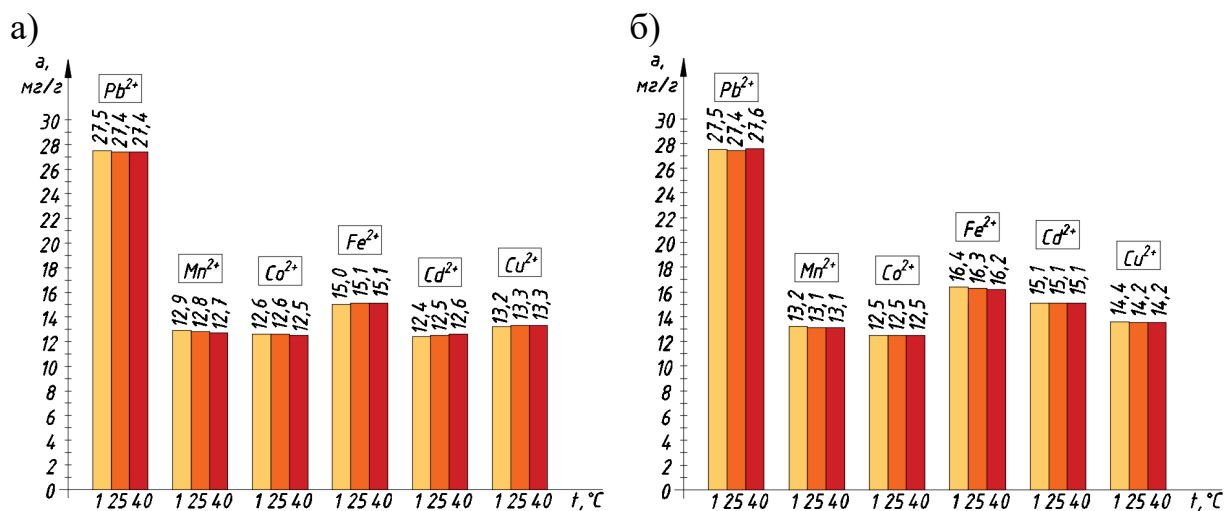 а)
а,
мг/г
30
28
26
24
22
20
18
16
14
12
10
8
6
4
2
0
Pb²⁺
27,5 27,4 27,4
Mn²⁺
12,9 12,8 12,7
Co²⁺
12,6 12,6 12,5
Fe²⁺
15,0 15,1 15,1
Cd²⁺
12,4 12,5 12,6
Cu²⁺
13,2 13,3 13,3
1 25 40 1 25 40 1 25 40 1 25 40 1 25 40 1 25 40 t,°C
б)
а,
мг/г
30
28
26
24
22
20
18
16
14
12
10
8
6
4
2
0
Pb²⁺
27,5 27,4 27,6
Mn²⁺
13,2 13,1 13,1
Co²⁺
12,5 12,5 12,5
Fe²⁺
16,4 16,3 16,2
Cd²⁺
15,1 15,1 15,1
Cu²⁺
14,4 14,2 14,2
1 25 40 1 25 40 1 25 40 1 25 40 1 25 40 1 25 40 t,°C